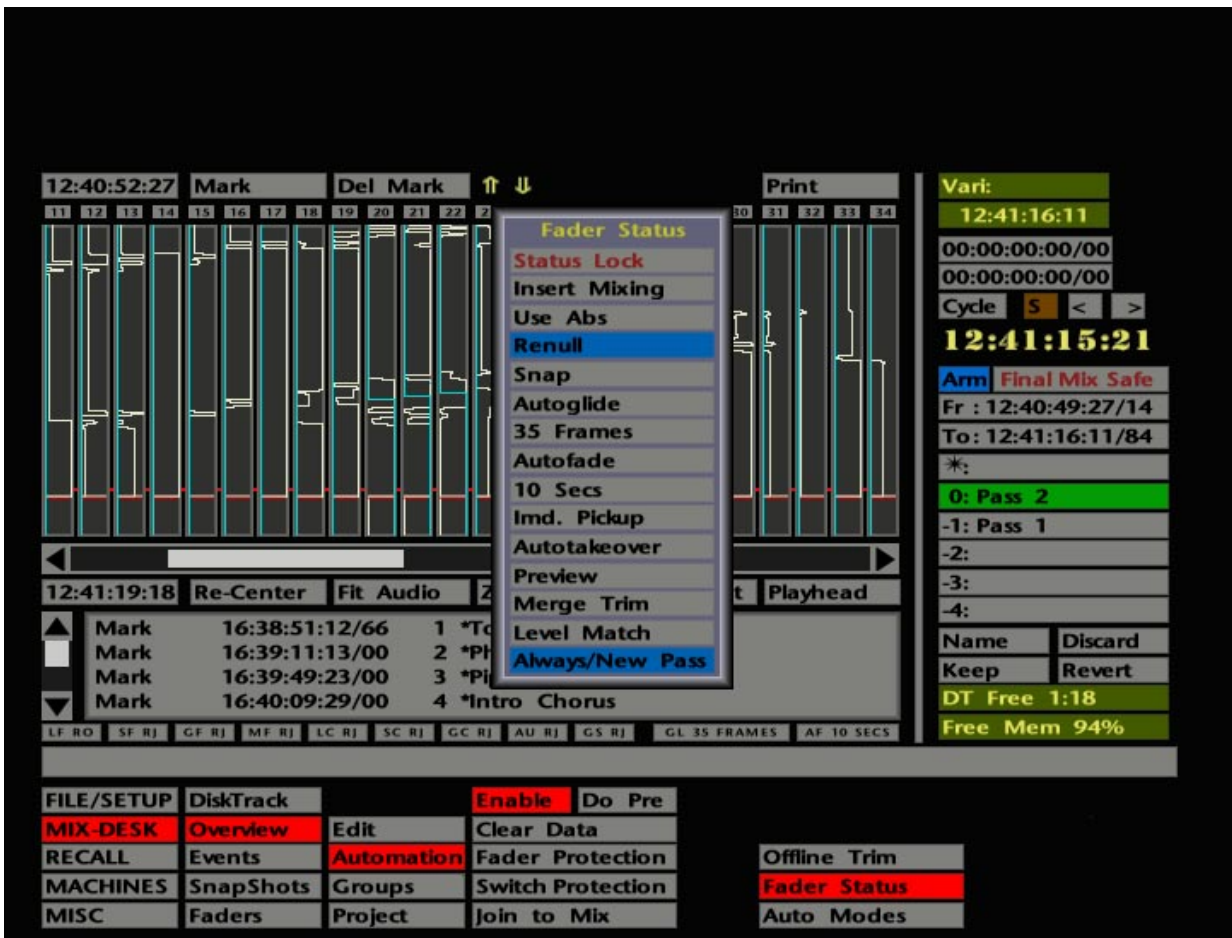 12:40:52:27 Mark Del Mark ⇑ ⇓ Print
11 12 13 14 15 16 17 18 19 20 21 22 2 30 31 32 33 34
Fader Status
Status Lock
Insert Mixing
Use Abs
Renull
Snap
Autoglide
35 Frames
Autofade
10 Secs
Imd. Pickup
Autotakeover
Preview
Merge Trim
Level Match
Always/New Pass
12:41:19:18 Re-Center Fit Audio Z t Playhead
Mark 16:38:51:12/66 1 *To
Mark 16:39:11:13/00 2 *Ph
Mark 16:39:49:23/00 3 *Pi
Mark 16:40:09:29/00 4 *Intro Chorus
LF RO SF RJ GF RJ MF RJ LC RJ SC RJ GC RJ AU RJ GS RJ GL 35 FRAMES AF 10 SECS
Vari:
12:41:16:11
00:00:00:00/00
00:00:00:00/00
Cycle S < >
12:41:15:21
Arm Final Mix Safe
Fr : 12:40:49:27/14
To: 12:41:16:11/84
*:
0: Pass 2
-1: Pass 1
-2:
-3:
-4:
Name Discard
Keep Revert
DT Free 1:18
Free Mem 94%
FILE/SETUP DiskTrack Enable Do Pre
MIX-DESK Overview Edit Clear Data
RECALL Events Automation Fader Protection Offline Trim
MACHINES SnapShots Groups Switch Protection Fader Status
MISC Faders Project Join to Mix Auto Modes